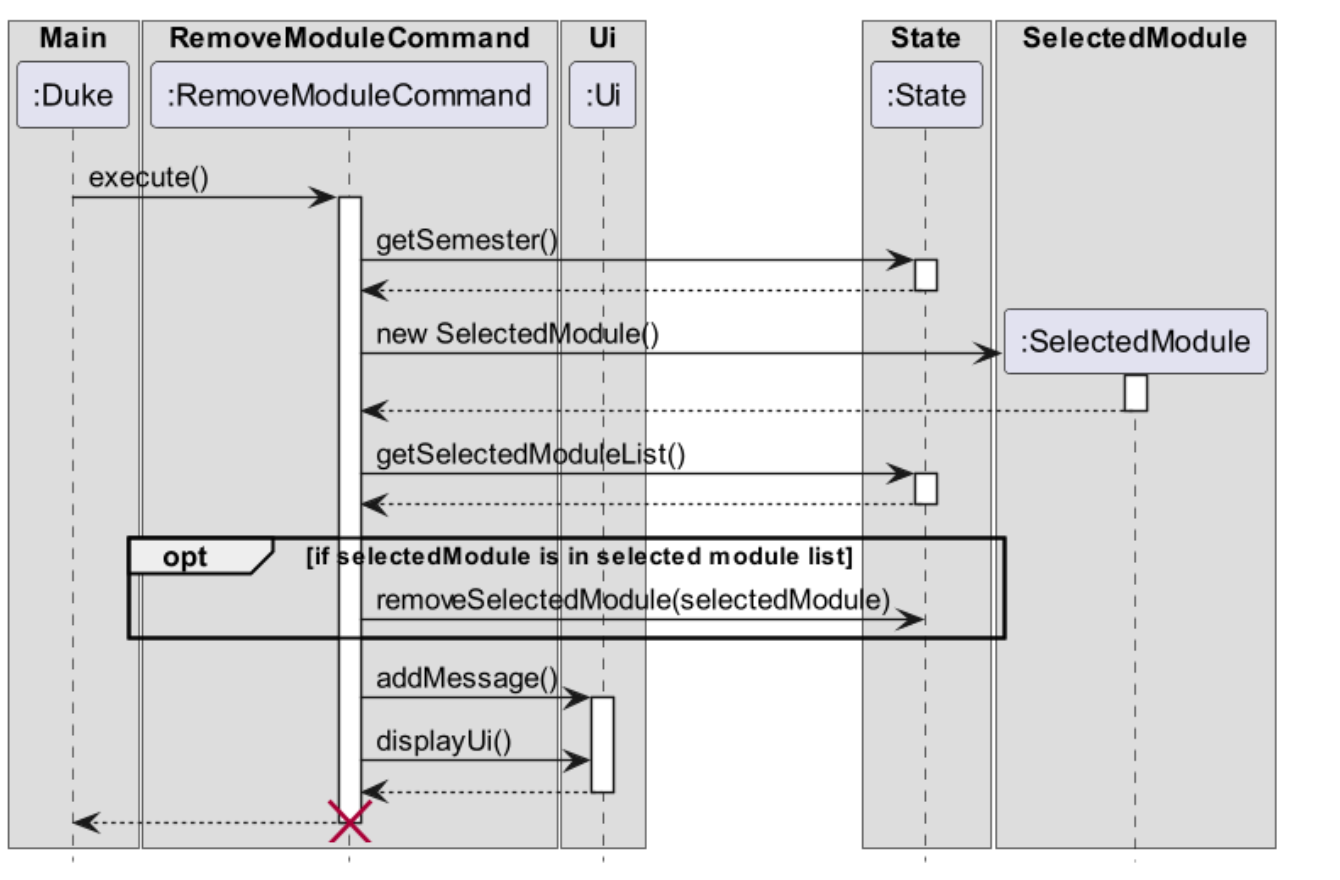 Main RemoveModuleCommand Ui State SelectedModule
:Duke :RemoveModuleCommand :Ui :State
execute()
getSemester()
new SelectedModule()
:SelectedModule
getSelectedModuleList()
opt [if selectedModule is in selected module list]
removeSelectedModule(selectedModule)
addMessage()
displayUi()